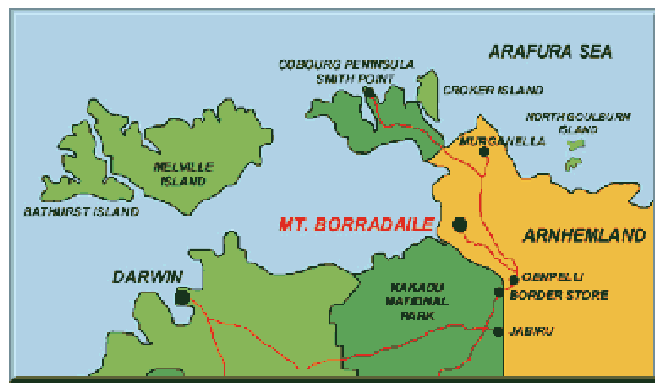 ARAFURA SEA
COBOURG PENINSULA
SMITH POINT
CROKER ISLAND
NORTH GOULBURN
ISLAND
MURGANELLA
MELVILLE
ISLAND
BATHURST ISLAND
MT. BORRADAILE
ARNHEMLAND
DARWIN
OENPELLI
KAKADU
NATIONAL
PARK
BORDER STORE
JABIRU